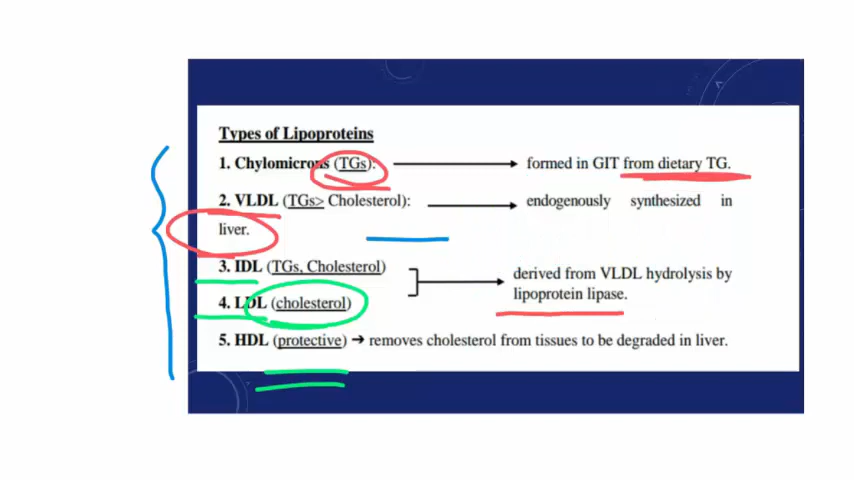 Types of Lipoproteins
1. Chylomicrons (TGs): → formed in GIT from dietary TG.
2. VLDL (TGs> Cholesterol): → endogenously synthesized in
liver.
3. IDL (TGs, Cholesterol)
derived from VLDL hydrolysis by
lipoprotein lipase.
4. LDL (cholesterol)
5. HDL (protective) → removes cholesterol from tissues to be degraded in liver.